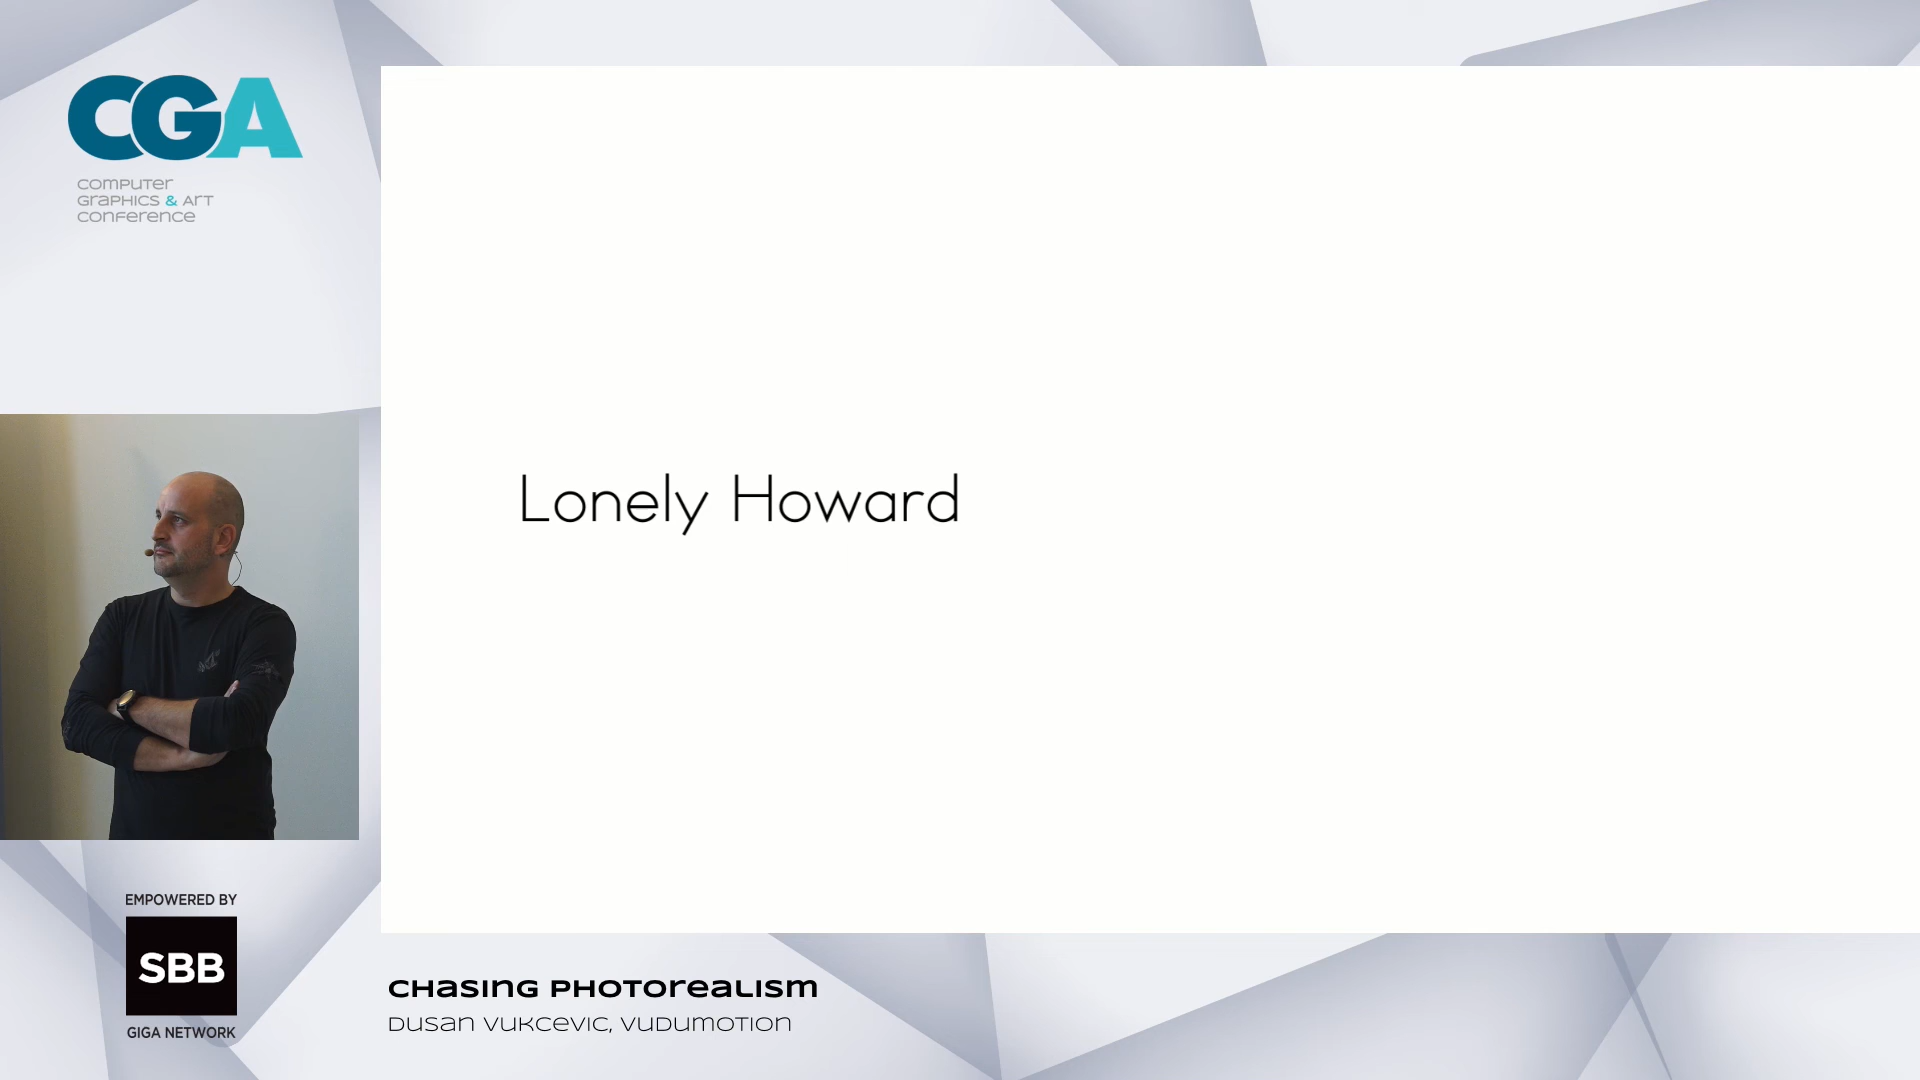 CGA
computer
graphics & art
conference
Lonely Howard
EMPOWERED BY
SBB
GIGA NETWORK
chasing photorealism
dusan vukcevic, vudumotion